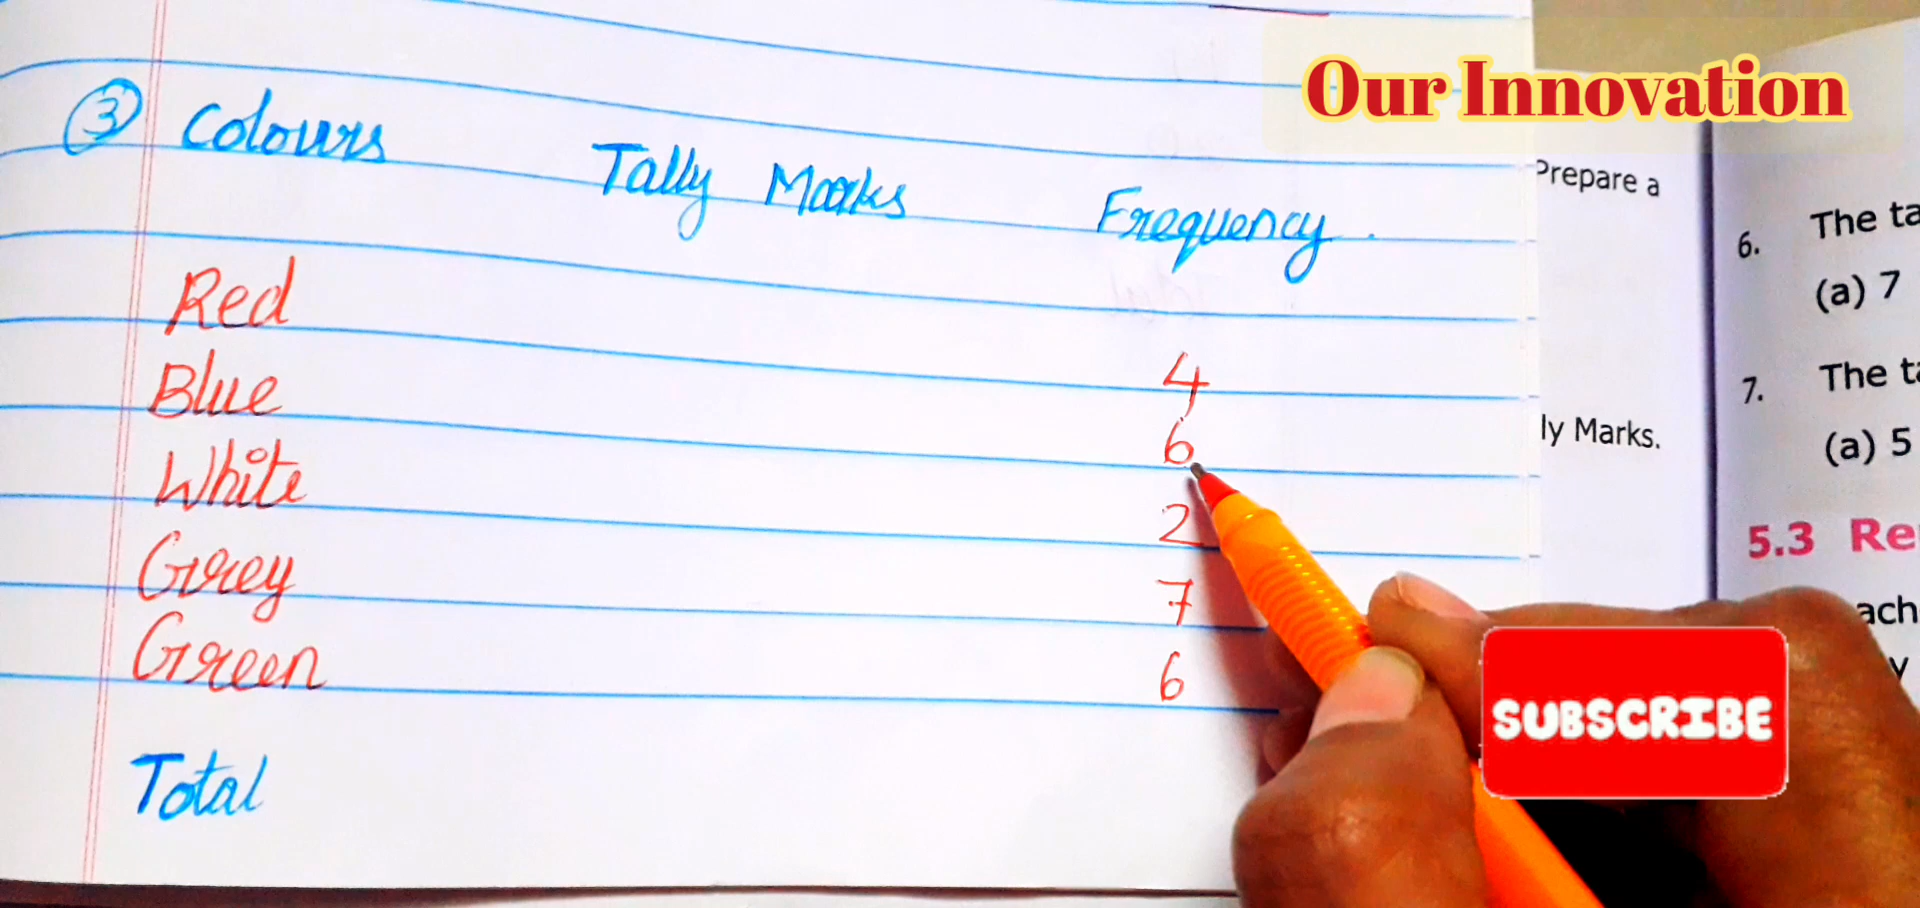 Our Innovation
③ Colours Tally Marks Frequency.
Red 4
Blue 6
White 2
Grey 7
Green 6
Total
Prepare a
ly Marks.
6. The ta
(a) 7
7. The ta
(a) 5
5.3 Re
ach
y
SUBSCRIBE